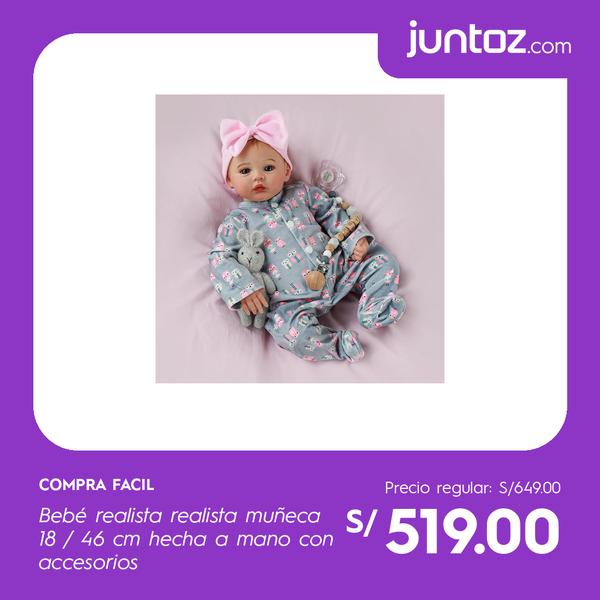 juntoz.com
COMPRA FACIL
Precio regular: S/649.00
Bebé realista realista muñeca
18 / 46 cm hecha a mano con
accesorios
S/ 519.00